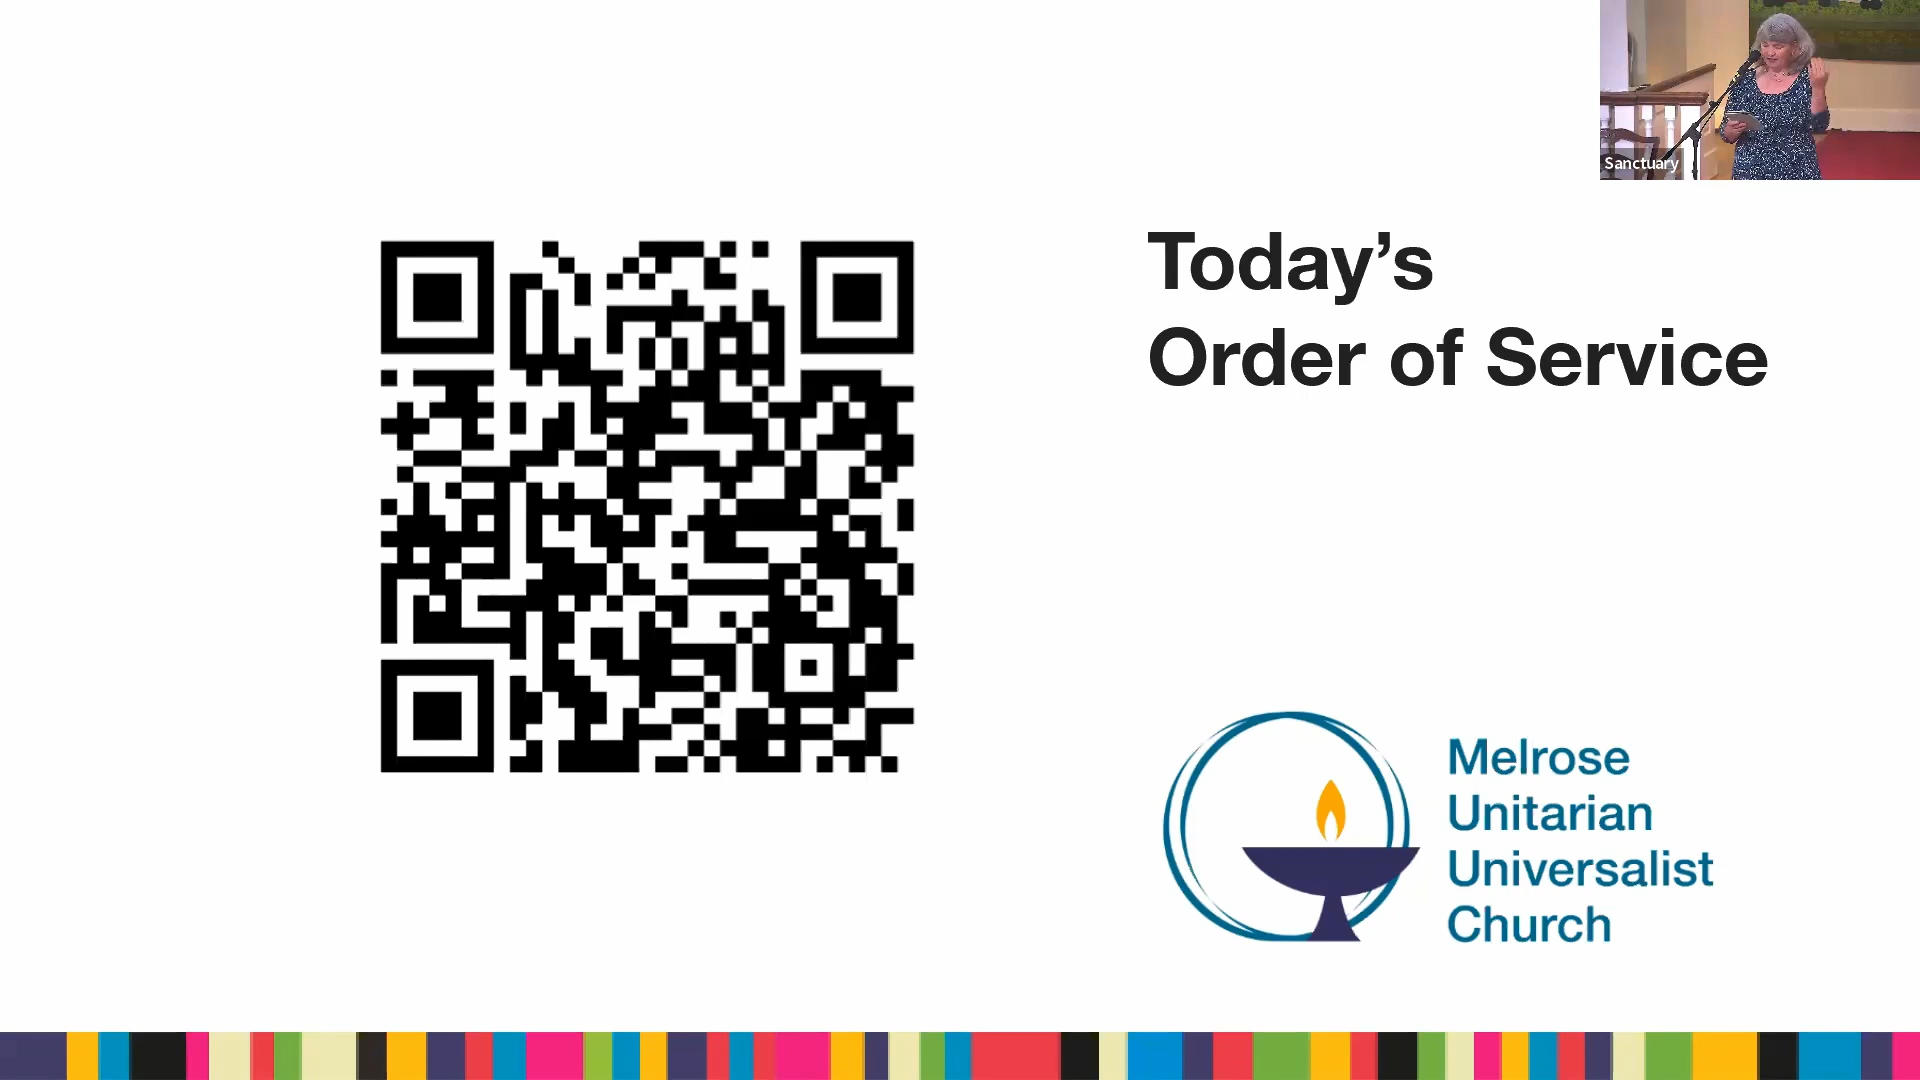 Sanctuary
Today’s
Order of Service
Melrose
Unitarian
Universalist
Church